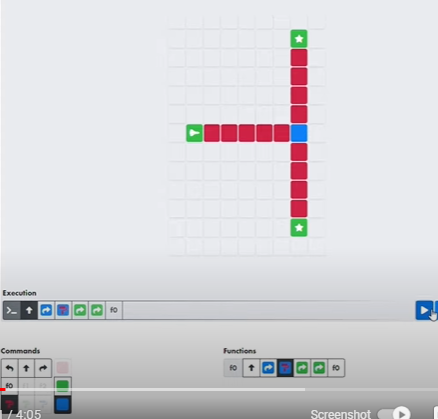 Execution
>_ f0
Commands
Functions
f0 f0
f0
/ 4:05
Screenshot